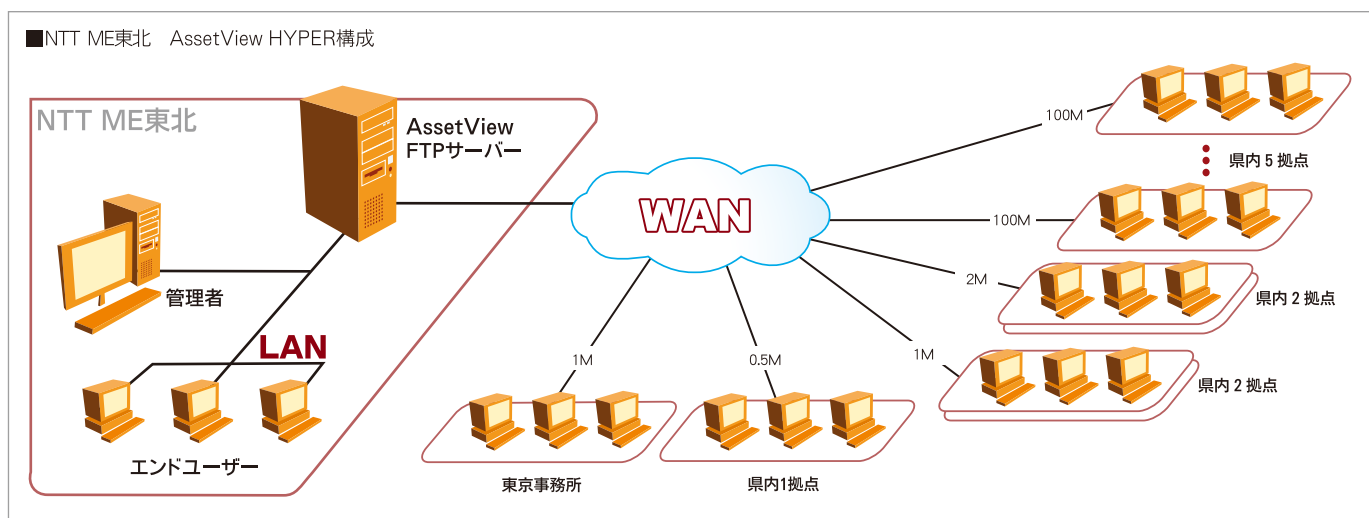 ■NTT ME東北　AssetView HYPER構成
NTT ME東北
AssetView
FTPサーバー
管理者
LAN
エンドユーザー
WAN
100M
県内 5 拠点
100M
2M
県内 2 拠点
1M
県内 2 拠点
1M
東京事務所
0.5M
県内1拠点